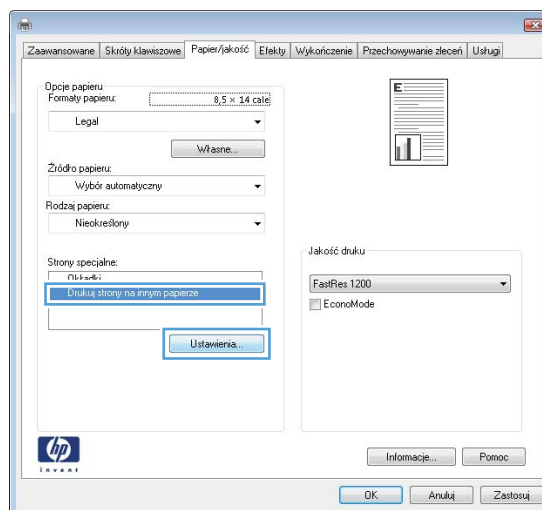 Zaawansowane Skróty klawiszowe Papier/jakość Efekty Wykończenie Przechowywanie zleceń Usługi
Opcje papieru
Formaty papieru: 8,5 × 14 cale
Legal
Własne...
Źródło papieru:
Wybór automatyczny
Rodzaj papieru:
Nieokreślony
Strony specjalne:
Okładki
Drukuj strony na innym papierze
Ustawienia...
E
Jakość druku
FastRes 1200
EconoMode
hp
invent
Informacje... Pomoc
OK Anuluj Zastosuj